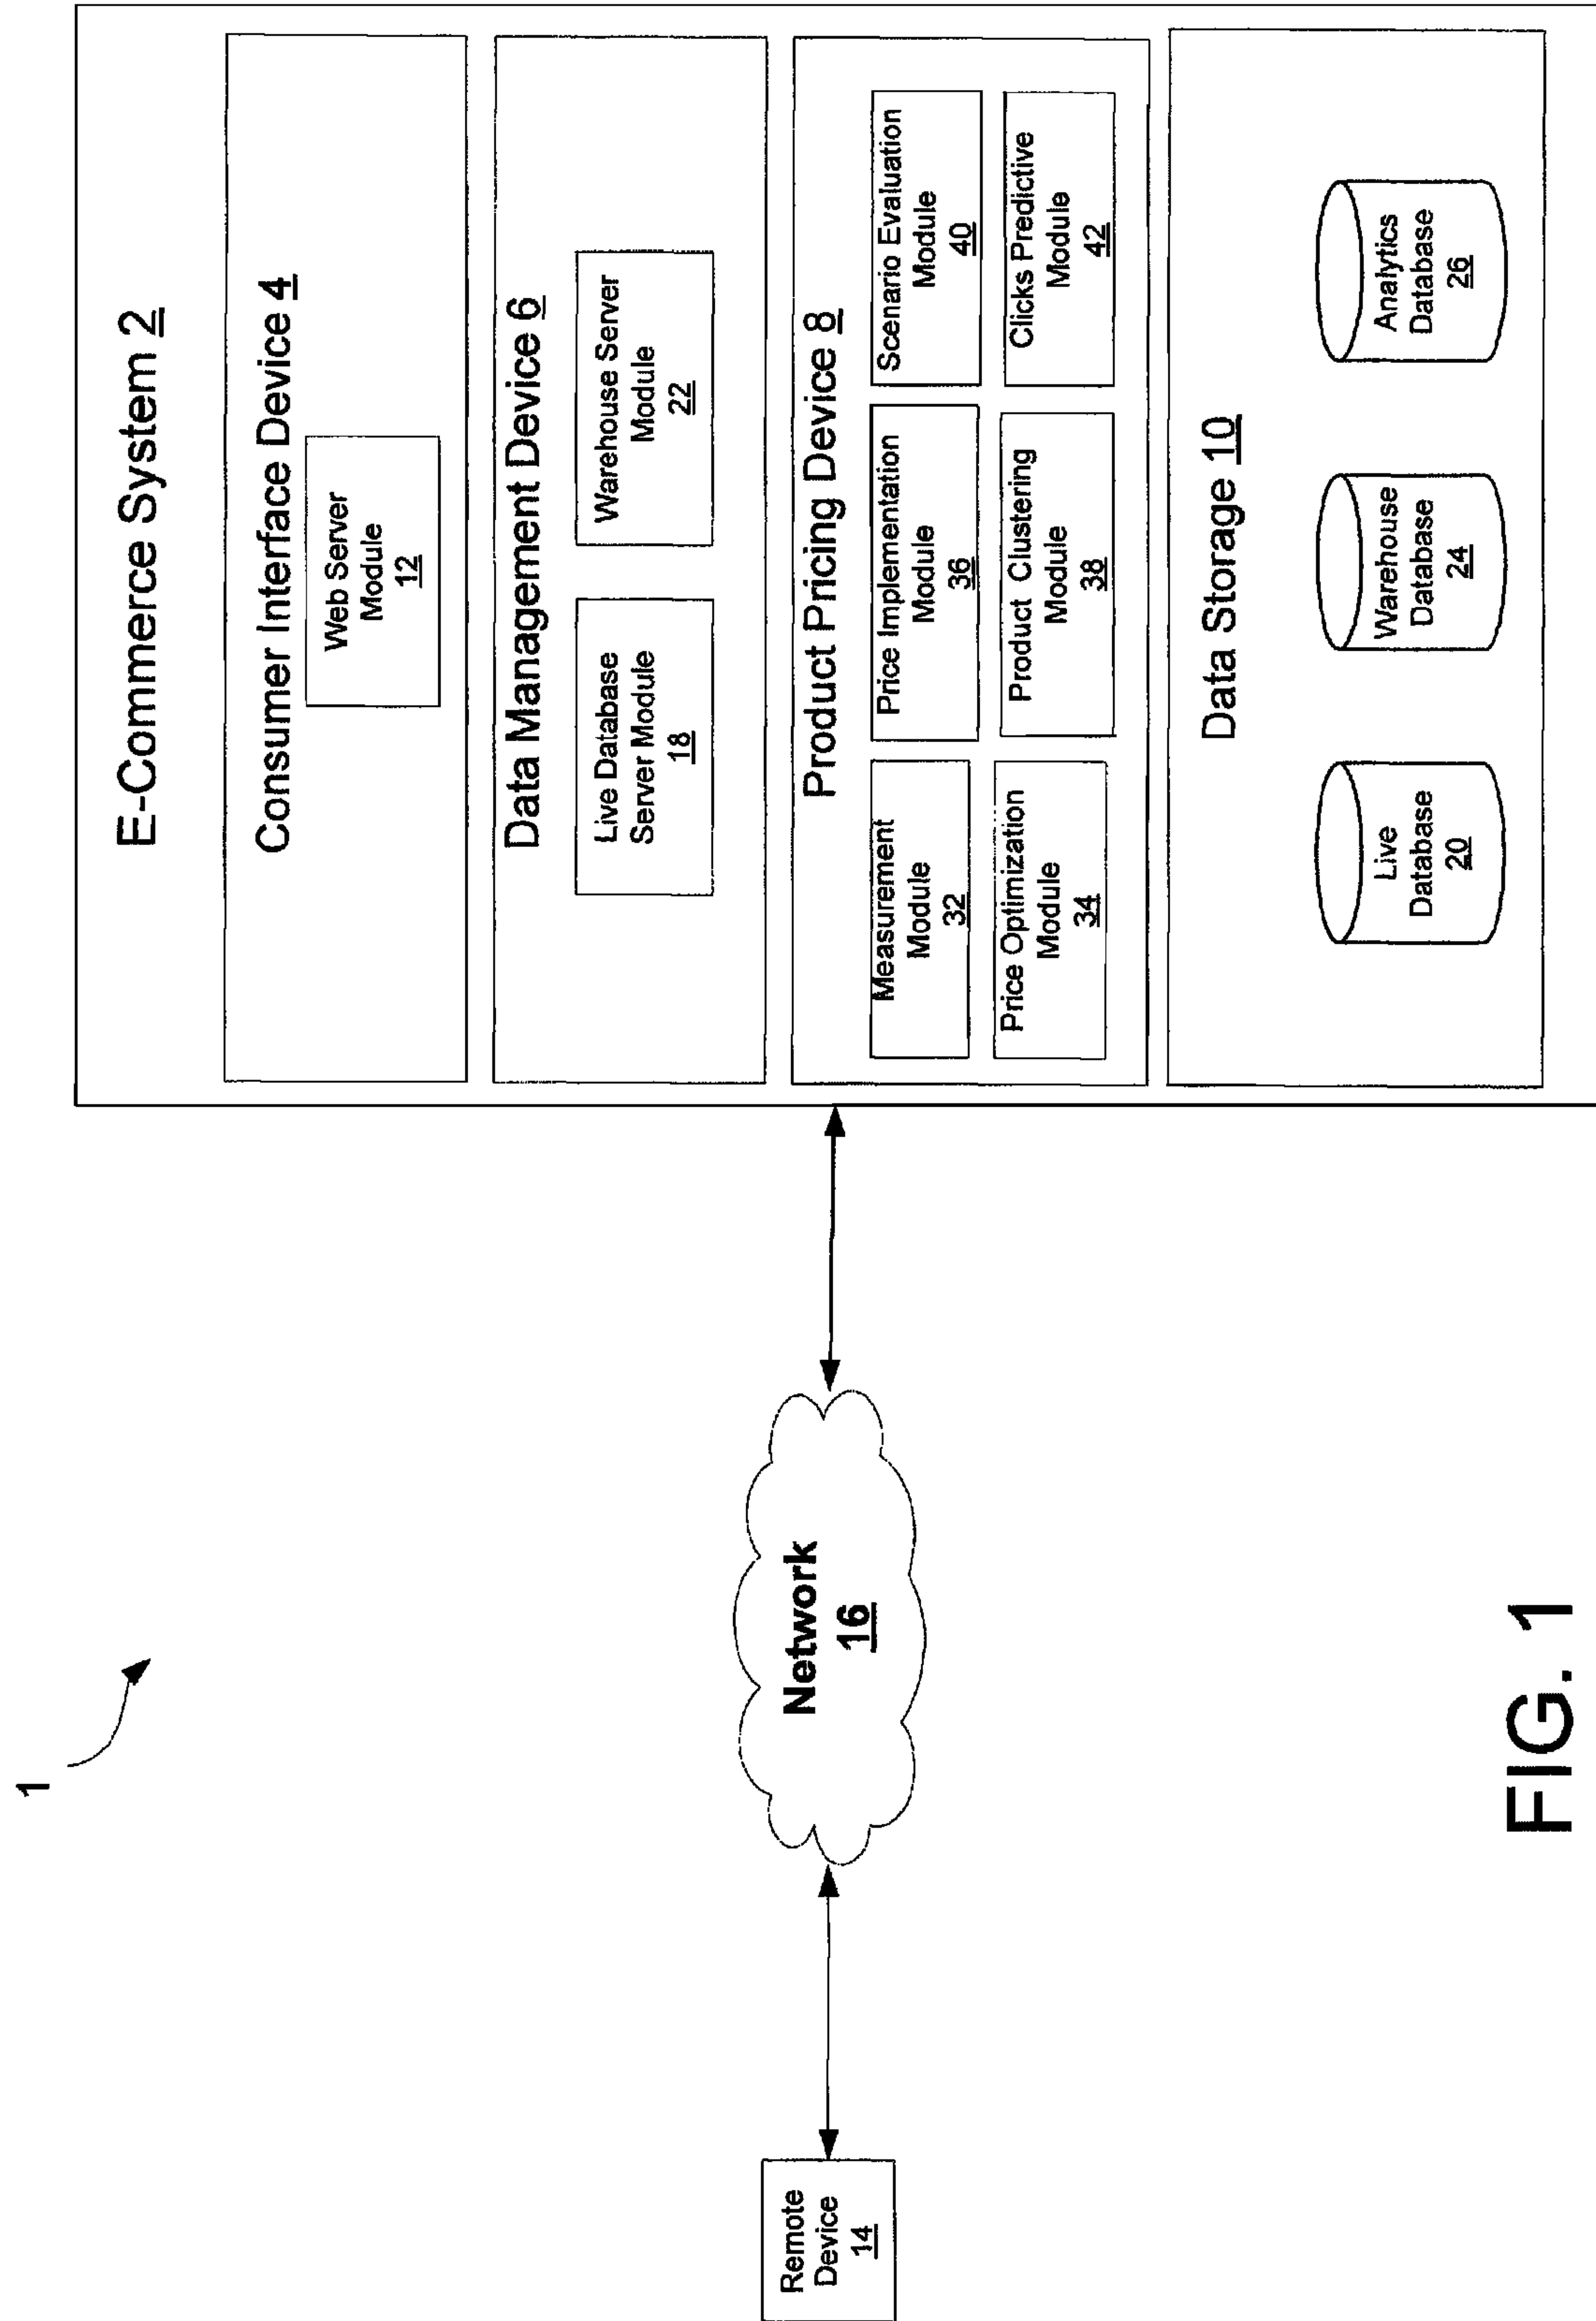 1
E-Commerce System 2
Consumer Interface Device 4
Web Server
Module
12
Data Management Device 6
Live Database
Server Module
18
Warehouse Server
Module
22
Product Pricing Device 8
Measurement
Module
32
Price Implementation
Module
36
Scenario Evaluation
Module
40
Price Optimization
Module
34
Product Clustering
Module
38
Clicks Predictive
Module
42
Data Storage 10
Live
Database
20
Warehouse
Database
24
Analytics
Database
26
Remote
Device
14
Network
16
FIG. 1